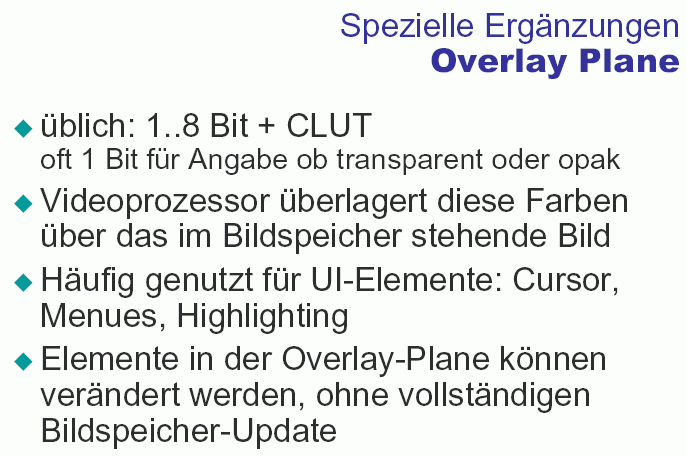 Spezielle Ergänzungen
Overlay Plane
üblich: 1..8 Bit + CLUT
oft 1 Bit für Angabe ob transparent oder opak
Videoprozessor überlagert diese Farben
über das im Bildspeicher stehende Bild
Häufig genutzt für UI-Elemente: Cursor,
Menues, Highlighting
Elemente in der Overlay-Plane können
verändert werden, ohne vollständigen
Bildspeicher-Update